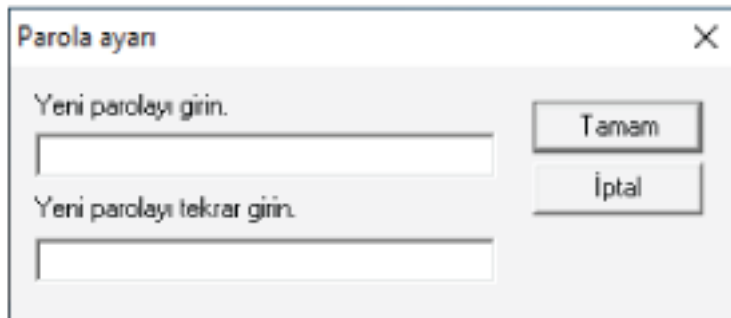 Parola ayarı
Yeni parolayı girin.
Tamam
İptal
Yeni parolayı tekrar girin.